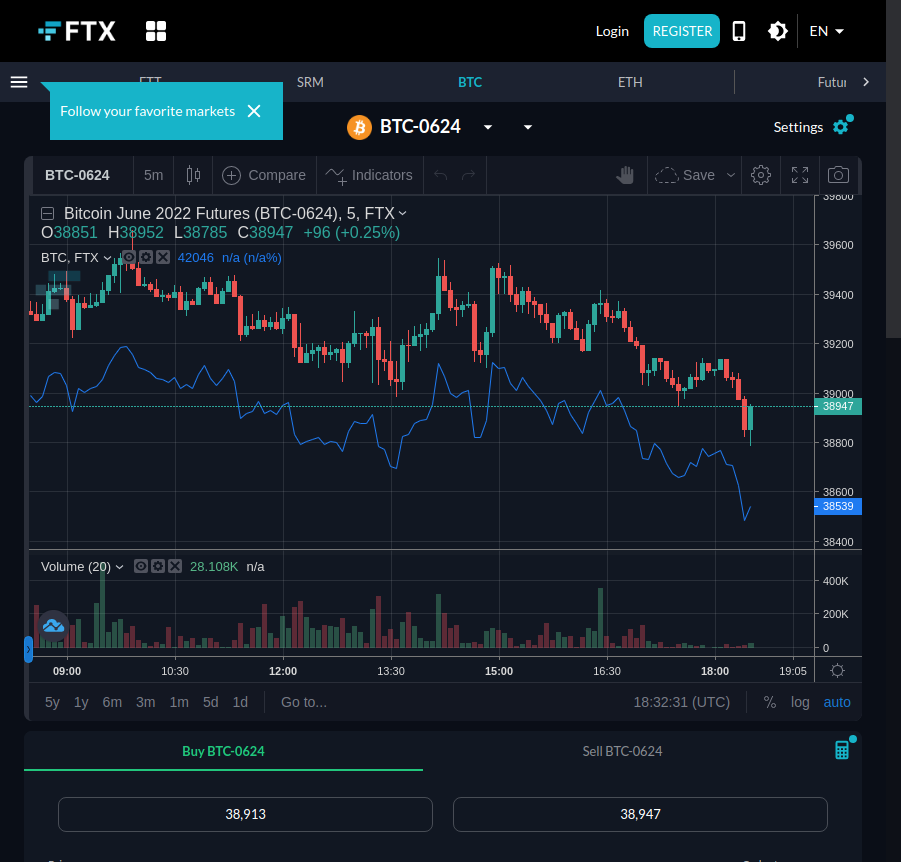 FTX
Login
REGISTER
EN
FTT
SRM
BTC
ETH
Futur
Follow your favorite markets
BTC-0624
Settings
BTC-0624
5m
Compare
Indicators
Save
Bitcoin June 2022 Futures (BTC-0624), 5, FTX
O38851 H38952 L38785 C38947 +96 (+0.25%)
BTC, FTX
42046 n/a (n/a%)
39800
39600
39400
39200
39000
38947
38800
38600
38539
38400
Volume (20)
28.108K n/a
400K
200K
0
09:00
10:30
12:00
13:30
15:00
16:30
18:00
19:05
5y 1y 6m 3m 1m 5d 1d
Go to...
18:32:31 (UTC)
%
log
auto
Buy BTC-0624
Sell BTC-0624
38,913
38,947